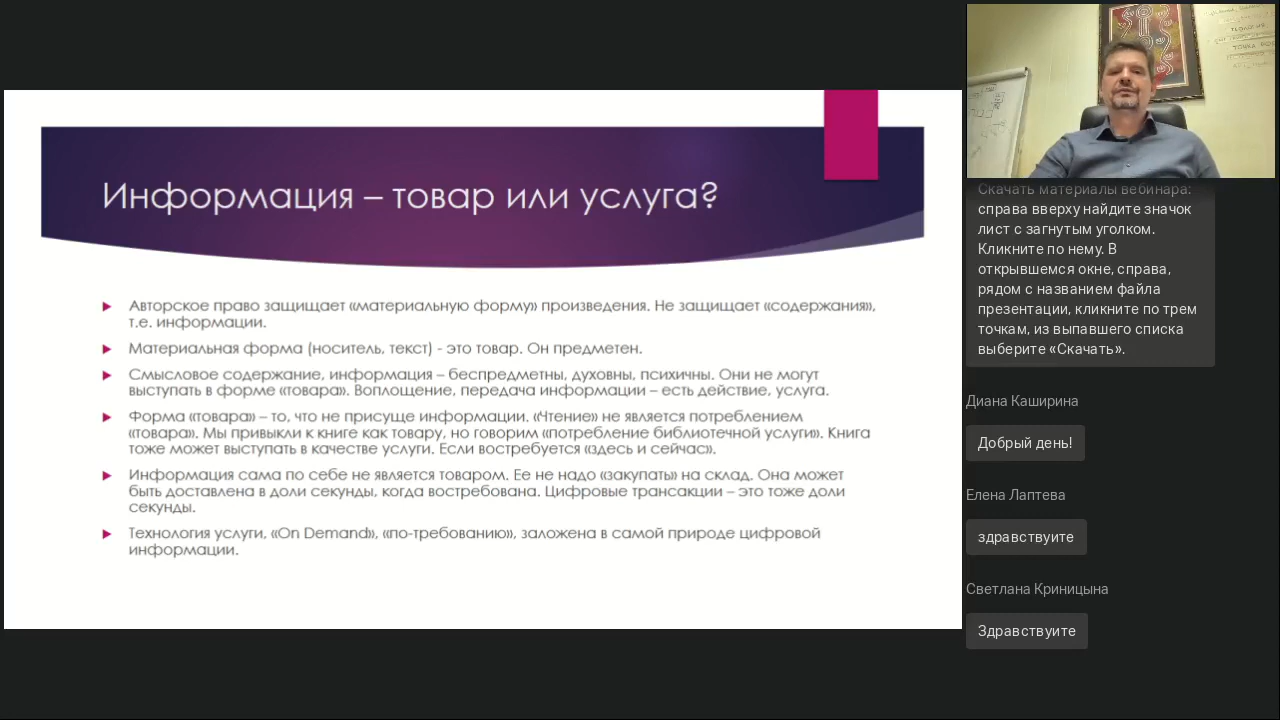 Информация – товар или услуга?
Авторское право защищает «материальную форму» произведения. Не защищает «содержания»,
т.е. информации.
Материальная форма (носитель, текст) - это товар. Он предметен.
Смысловое содержание, информация – беспредметны, духовны, психичны. Они не могут
выступать в форме «товара». Воплощение, передача информации – есть действие, услуга.
Форма «товара» – то, что не присуще информации. «Чтение» не является потреблением
«товара». Мы привыкли к книге как товару, но говорим «потребление библиотечной услуги». Книга
тоже может выступать в качестве услуги. Если востребуется «здесь и сейчас».
Информация сама по себе не является товаром. Ее не надо «закупать» на склад. Она может
быть доставлена в доли секунды, когда востребована. Цифровые трансакции – это тоже доли
секунды.
Технология услуги, «On Demand», «по-требованию», заложена в самой природе цифровой
информации.
Скачать материалы вебинара:
справа вверху найдите значок
лист с загнутым уголком.
Кликните по нему. В
открывшемся окне, справа,
рядом с названием файла
презентации, кликните по трем
точкам, из выпавшего списка
выберите «Скачать».
Диана Каширина
Добрый день!
Елена Лаптева
здравствуите
Светлана Криницына
Здравствуите